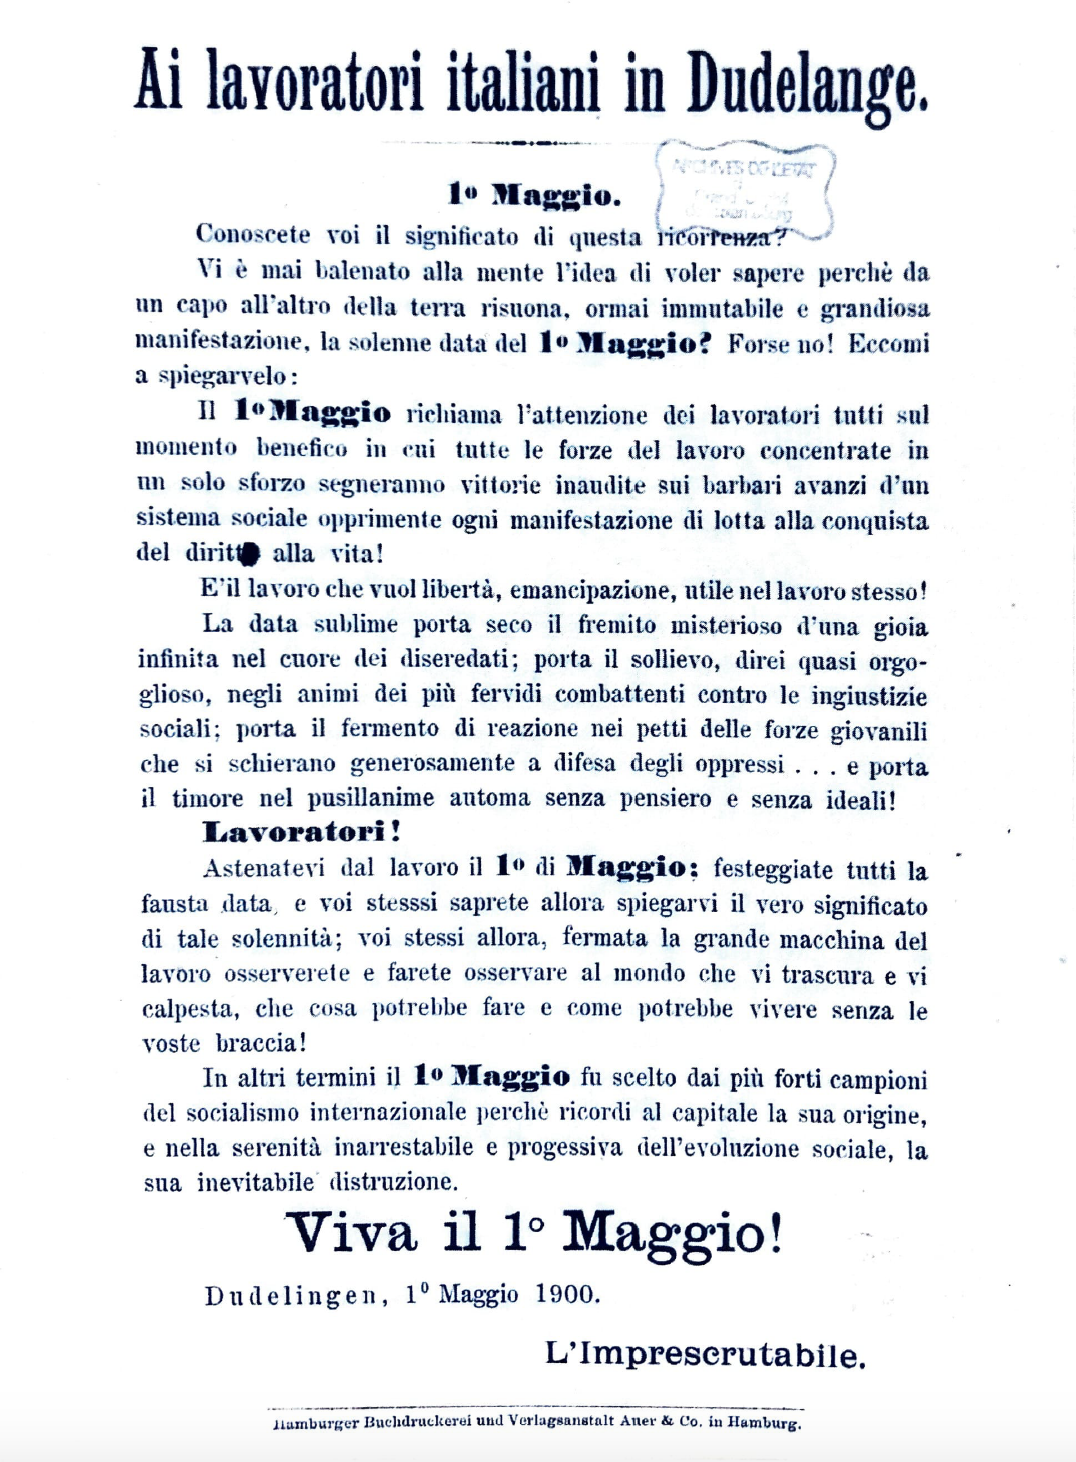 Ai lavoratori italiani in Dudelange.
ARCHIVES DE L'ETAT
1º Maggio.
Conoscete voi il significato di questa ricorrenza?
Vi è mai balenato alla mente l'idea di voler sapere perchè da
un capo all'altro della terra risuona, ormai immutabile e grandiosa
manifestazione, la solenne data del 1º Maggio? Forse no! Eccomi
a spiegarvelo:
Il 1º Maggio richiama l'attenzione dei lavoratori tutti sul
momento benefico in cui tutte le forze del lavoro concentrate in
un solo sforzo segneranno vittorie inaudite sui barbari avanzi d'un
sistema sociale opprimente ogni manifestazione di lotta alla conquista
del diritto alla vita!
E'il lavoro che vuol libertà, emancipazione, utile nel lavoro stesso!
La data sublime porta seco il fremito misterioso d'una gioia
infinita nel cuore dei diseredati; porta il sollievo, direi quasi orgo-
glioso, negli animi dei più fervidi combattenti contro le ingiustizie
sociali; porta il fermento di reazione nei petti delle forze giovanili
che si schierano generosamente a difesa degli oppressi . . . e porta
il timore nel pusillanime automa senza pensiero e senza ideali!
Lavoratori!
Astenatevi dal lavoro il 1º di Maggio; festeggiate tutti la
fausta data, e voi stesssi saprete allora spiegarvi il vero significato
di tale solennità; voi stessi allora, fermata la grande macchina del
lavoro osserverete e farete osservare al mondo che vi trascura e vi
calpesta, che cosa potrebbe fare e come potrebbe vivere senza le
voste braccia!
In altri termini il 1º Maggio fu scelto dai più forti campioni
del socialismo internazionale perchè ricordi al capitale la sua origine,
e nella serenità inarrestabile e progessiva dell'evoluzione sociale, la
sua inevitabile distruzione.
Viva il 1º Maggio!
Dudelingen, 1º Maggio 1900.
L'Imprescrutabile.
Hamburger Buchdruckerei und Verlagsanstalt Auer & Co. in Hamburg.